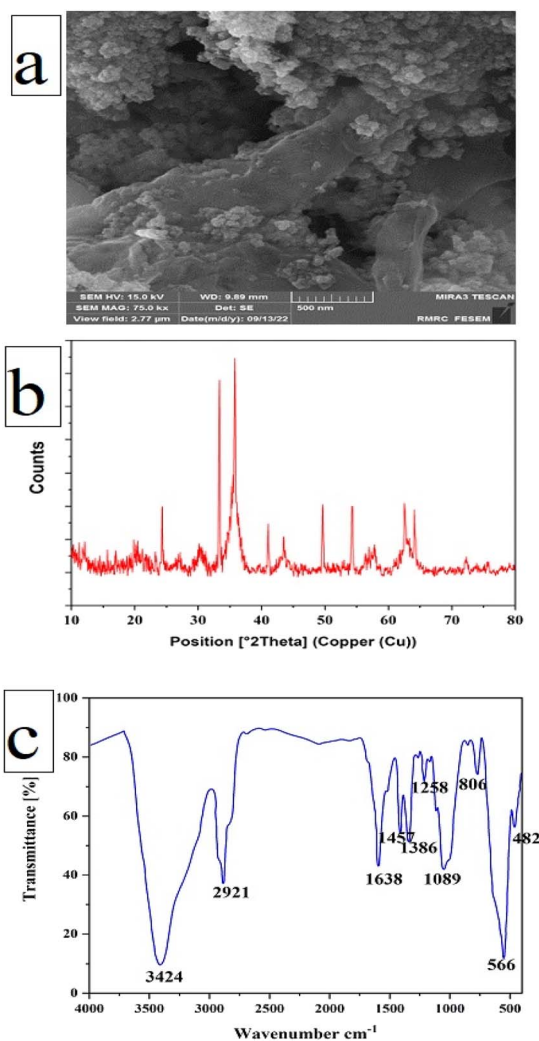 a
SEM HV: 15.0 kV WD: 9.89 mm MIRA3 TESCAN
SEM MAG: 75.0 kx Det: SE 500 nm
View field: 2.77 µm Date(m/d/y): 09/13/22 RMRC FESEM
b
Counts
10 20 30 40 50 60 70 80
Position [°2Theta] (Copper (Cu))
c
Transmittance [%]
100
80
60
40
20
0
3424
2921
1638
1457
1386
1258
1089
806
566
482
4000 3500 3000 2500 2000 1500 1000 500
Wavenumber cm-1